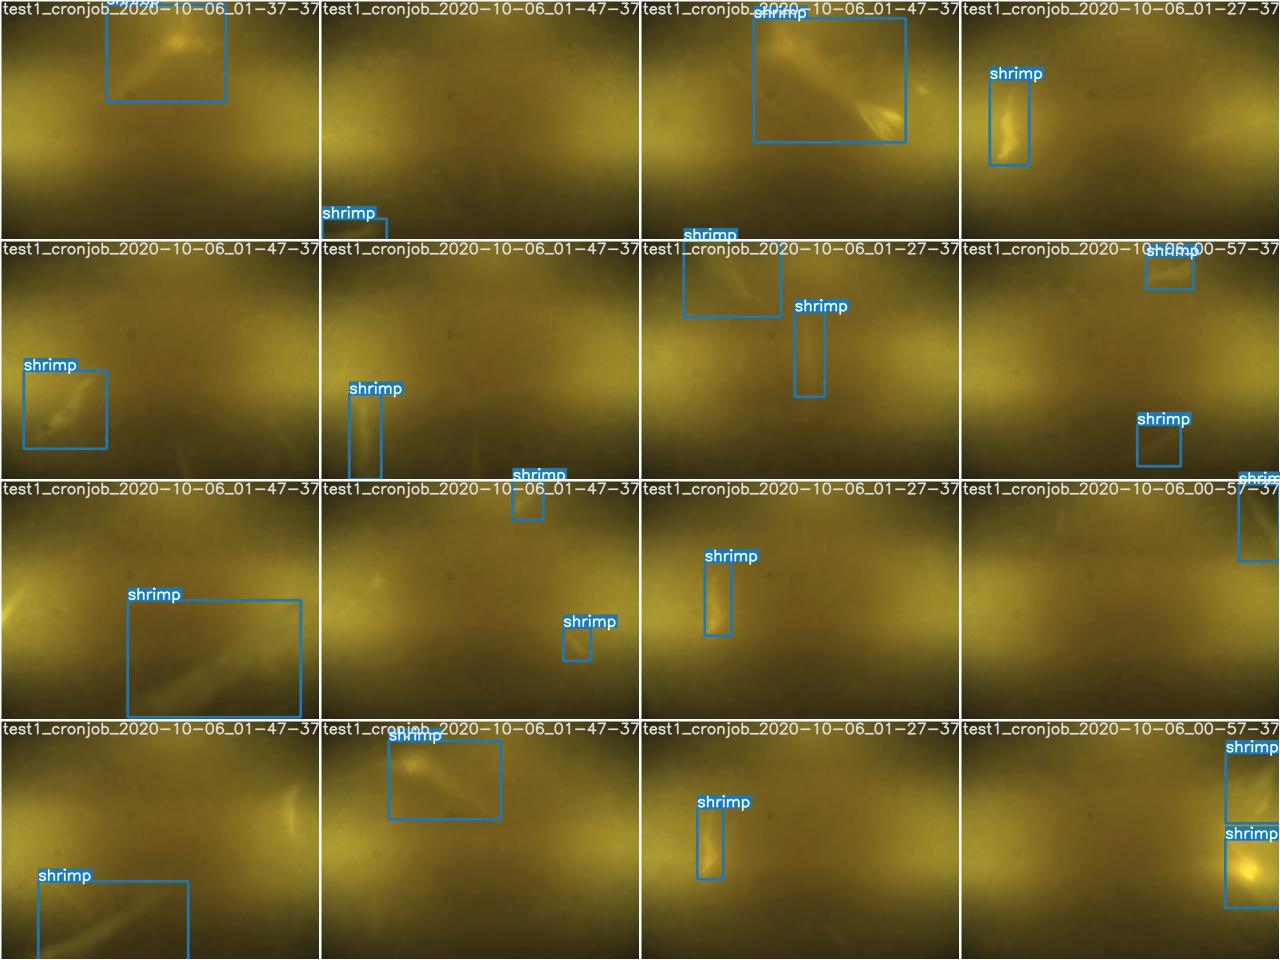 test1_cronjob_2020-10-06_01-37-37
shrimp
test1_cronjob_2020-10-06_01-47-37
shrimp
test1_cronjob_2020-10-06_01-47-37
shrimp
test1_cronjob_2020-10-06_01-27-37
shrimp
test1_cronjob_2020-10-06_01-47-37
shrimp
test1_cronjob_2020-10-06_01-47-37
shrimp
test1_cronjob_2020-10-06_01-27-37
shrimp
shrimp
test1_cronjob_2020-10-06_00-57-37
shrimp
shrimp
test1_cronjob_2020-10-06_01-47-37
shrimp
test1_cronjob_2020-10-06_01-47-37
shrimp
shrimp
test1_cronjob_2020-10-06_01-27-37
shrimp
test1_cronjob_2020-10-06_00-57-37
shrim
test1_cronjob_2020-10-06_01-47-37
shrimp
test1_cronjob_2020-10-06_01-47-37
shrimp
test1_cronjob_2020-10-06_01-27-37
shrimp
test1_cronjob_2020-10-06_00-57-37
shrimp
shrimp